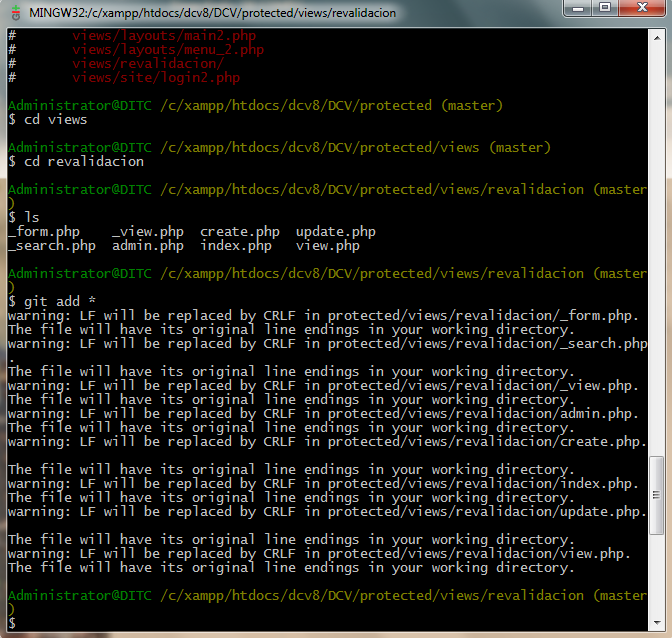 MINGW32:/c/xampp/htdocs/dcv8/DCV/protected/views/revalidacion
#       views/layouts/main2.php
#       views/layouts/menu_2.php
#       views/revalidacion/
#       views/site/login2.php
Administrator@DITC /c/xampp/htdocs/dcv8/DCV/protected (master)
$ cd views
Administrator@DITC /c/xampp/htdocs/dcv8/DCV/protected/views (master)
$ cd revalidacion
Administrator@DITC /c/xampp/htdocs/dcv8/DCV/protected/views/revalidacion (master
)
$ ls
_form.php    _view.php  create.php  update.php
_search.php  admin.php  index.php   view.php
Administrator@DITC /c/xampp/htdocs/dcv8/DCV/protected/views/revalidacion (master
)
$ git add *
warning: LF will be replaced by CRLF in protected/views/revalidacion/_form.php.
The file will have its original line endings in your working directory.
warning: LF will be replaced by CRLF in protected/views/revalidacion/_search.php
.
The file will have its original line endings in your working directory.
warning: LF will be replaced by CRLF in protected/views/revalidacion/_view.php.
The file will have its original line endings in your working directory.
warning: LF will be replaced by CRLF in protected/views/revalidacion/admin.php.
The file will have its original line endings in your working directory.
warning: LF will be replaced by CRLF in protected/views/revalidacion/create.php.
The file will have its original line endings in your working directory.
warning: LF will be replaced by CRLF in protected/views/revalidacion/index.php.
The file will have its original line endings in your working directory.
warning: LF will be replaced by CRLF in protected/views/revalidacion/update.php.
The file will have its original line endings in your working directory.
warning: LF will be replaced by CRLF in protected/views/revalidacion/view.php.
The file will have its original line endings in your working directory.
Administrator@DITC /c/xampp/htdocs/dcv8/DCV/protected/views/revalidacion (master
)
$